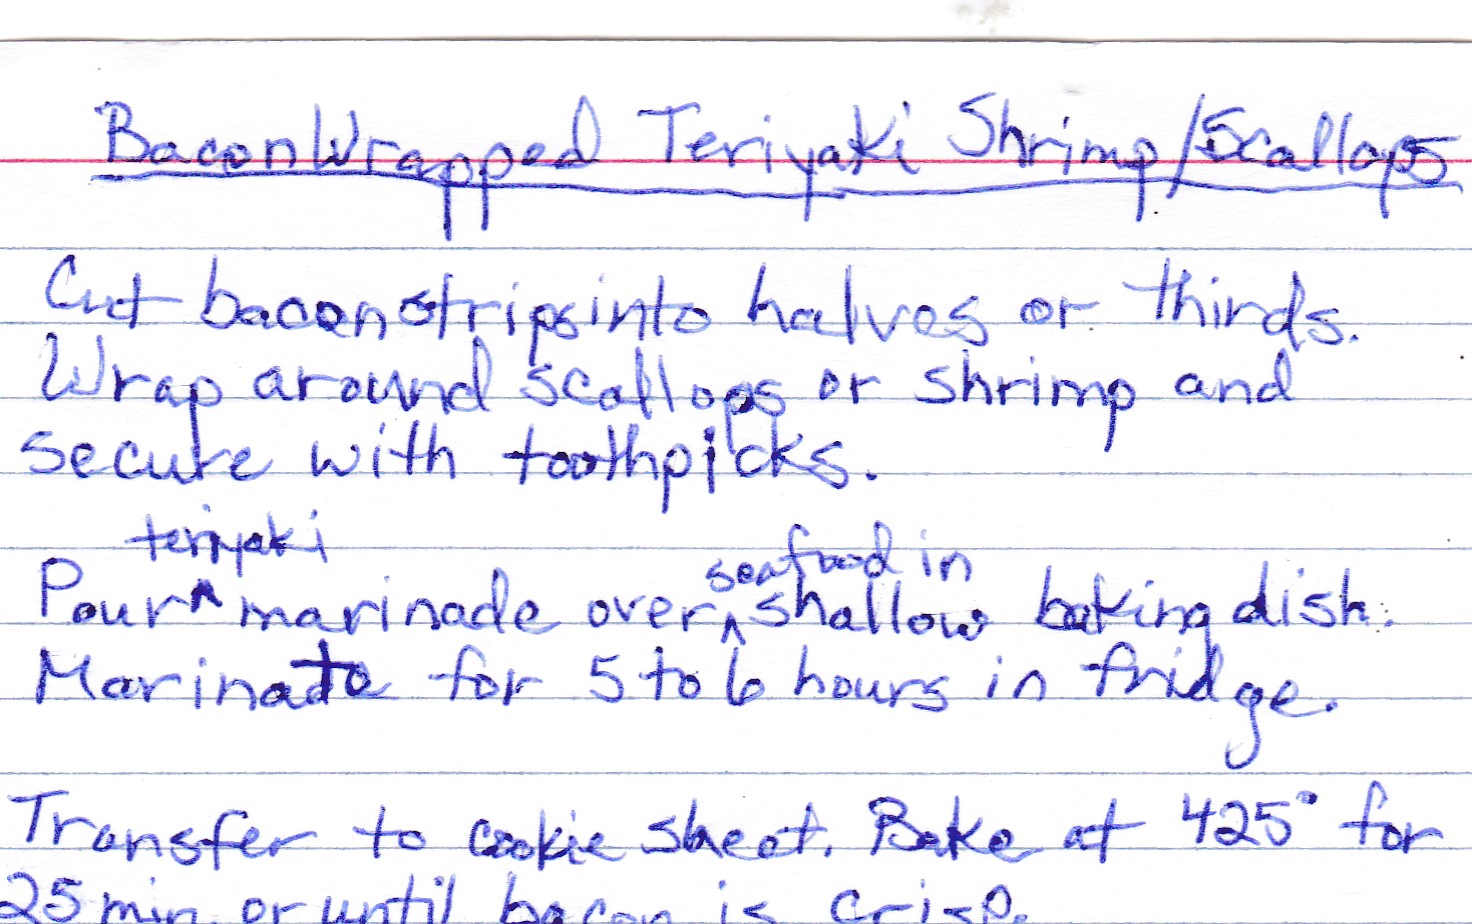 Bacon Wrapped Teriyaki Shrimp/Scallops
Cut bacon strips into halves or thirds.
Wrap around scallops or shrimp and
secure with toothpicks.
teriyaki seafood in
Pour ^ marinade over ^ shallow baking dish.
Marinate for 5 to 6 hours in fridge.
Transfer to cookie sheet. Bake at 425° for
25 min or until bacon is crisp.